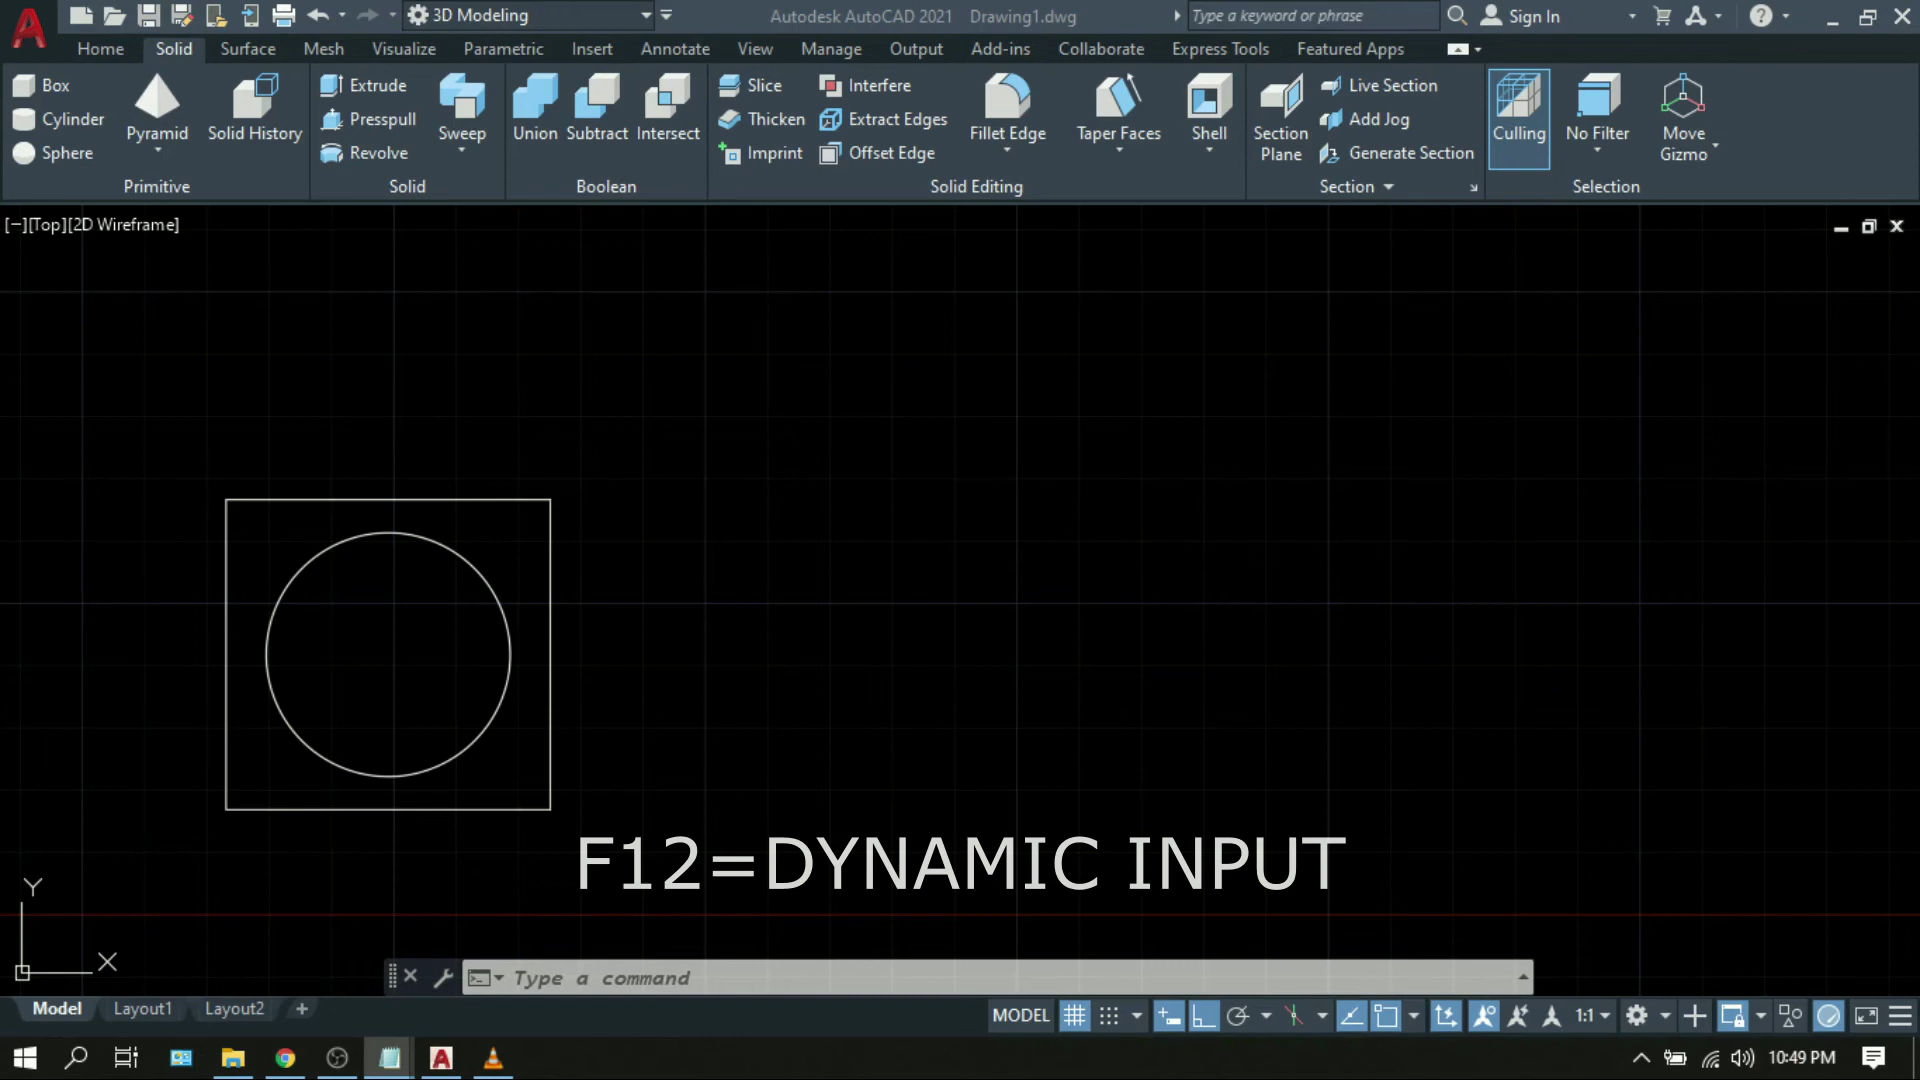 3D Modeling
Autodesk AutoCAD 2021 Drawing1.dwg
Type a keyword or phrase
Sign In
Home Solid Surface Mesh Visualize Parametric Insert Annotate View Manage Output Add-ins Collaborate Express Tools Featured Apps
Box
Cylinder
Sphere
Pyramid
Solid History
Primitive
Extrude
Presspull
Revolve
Sweep
Solid
Union
Subtract
Intersect
Boolean
Slice
Thicken
Imprint
Interfere
Extract Edges
Offset Edge
Fillet Edge
Taper Faces
Shell
Solid Editing
Section
Plane
Live Section
Add Jog
Generate Section
Section
Culling
No Filter
Move
Gizmo
Selection
[−][Top][2D Wireframe]
F12=DYNAMIC INPUT
Y
X
Type a command
Model Layout1 Layout2 +
MODEL
1:1
10:49 PM